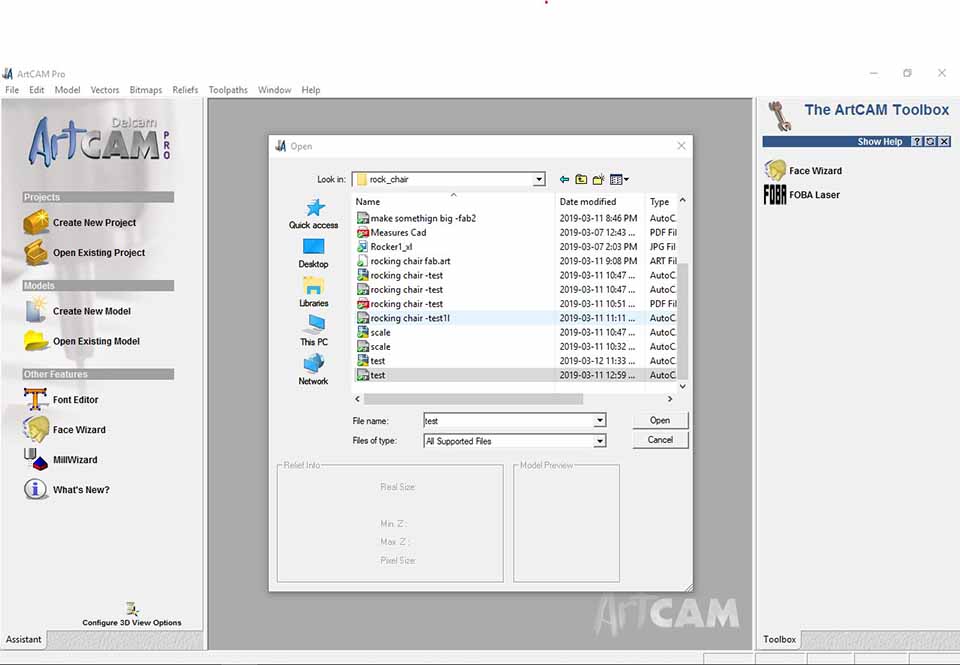 ArtCAM Pro
File Edit Model Vectors Bitmaps Reliefs Toolpaths Window Help
Delcam
ArtCAM PRO
Projects
Create New Project
Open Existing Project
Models
Create New Model
Open Existing Model
Other Features
Font Editor
Face Wizard
MillWizard
What's New?
Configure 3D View Options
Assistant
Open
Look in: rock_chair
Quick access
Desktop
Libraries
This PC
Network
Name Date modified Type
make somethign big -fab2 2019-03-11 8:46 PM AutoC
Measures Cad 2019-03-07 12:43 ... PDF Fil
Rocker1_xl 2019-03-07 2:03 PM JPG Fil
rocking chair fab.art 2019-03-11 9:08 PM ART Fil
rocking chair -test 2019-03-11 10:47 ... AutoC
rocking chair -test 2019-03-11 10:47 ... AutoC
rocking chair -test 2019-03-11 10:51 ... PDF Fil
rocking chair -test1l 2019-03-11 11:11 ... AutoC
scale 2019-03-11 10:47 ... AutoC
scale 2019-03-11 10:32 ... AutoC
test 2019-03-12 11:33 ... AutoC
test 2019-03-11 12:59 ... AutoC
File name: test Open
Files of type: All Supported Files Cancel
Relief Info
Real Size:
Min. Z :
Max. Z :
Pixel Size:
Model Preview
ArtCAM
The ArtCAM Toolbox
Show Help ?
Face Wizard
FOBA FOBA Laser
Toolbox